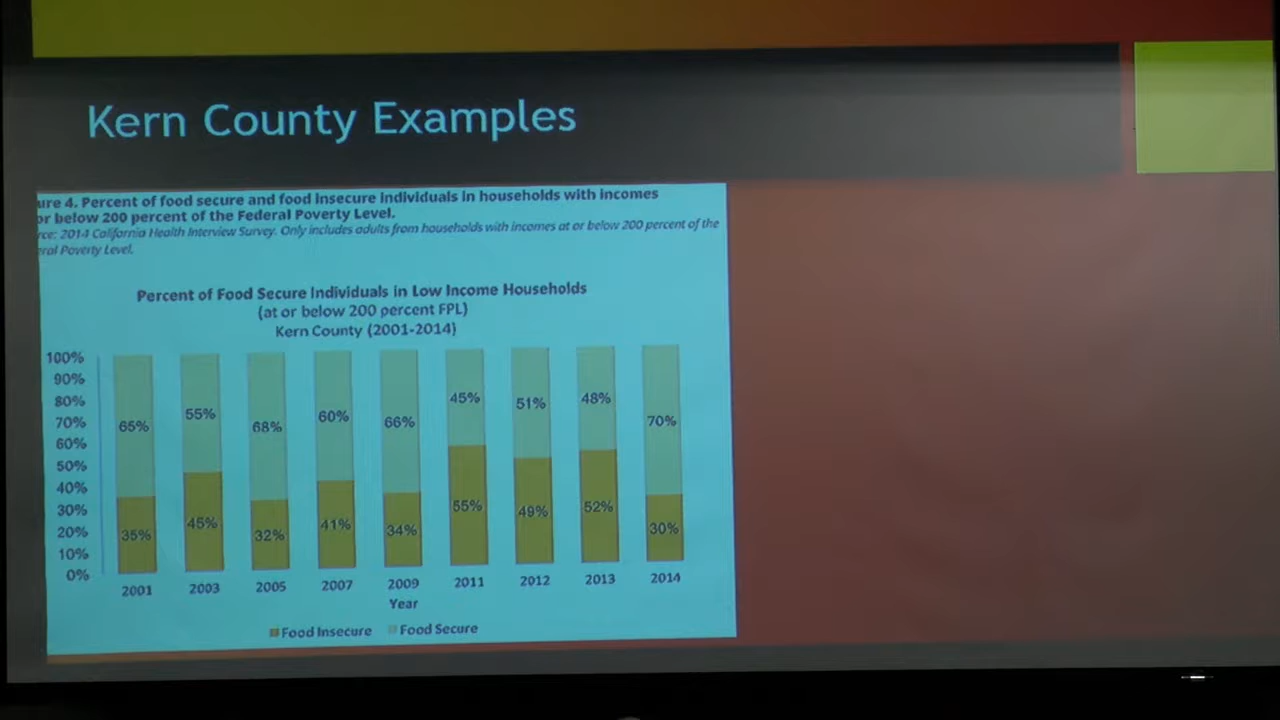 Kern County Examples
ure 4. Percent of food secure and food insecure individuals in households with incomes
or below 200 percent of the Federal Poverty Level.
rce: 2014 California Health Interview Survey. Only includes adults from households with incomes at or below 200 percent of the
eral Poverty Level.
Percent of Food Secure Individuals in Low Income Households
(at or below 200 percent FPL)
Kern County (2001-2014)
100%
90%
80%
70%
60%
50%
40%
30%
20%
10%
0%
65% 55% 68% 60% 66% 45% 51% 48% 70%
35% 45% 32% 41% 34% 55% 49% 52% 30%
2001 2003 2005 2007 2009 2011 2012 2013 2014
Year
Food Insecure Food Secure